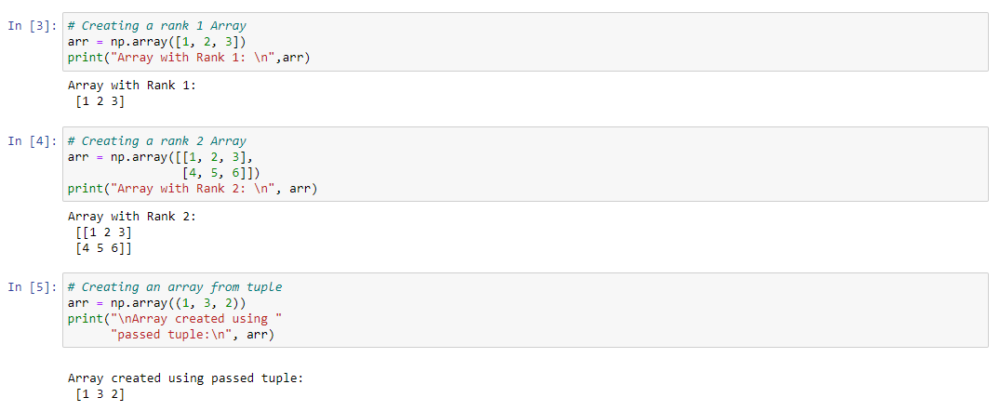 In [3]: # Creating a rank 1 Array
arr = np.array([1, 2, 3])
print("Array with Rank 1: \n",arr)
Array with Rank 1:
 [1 2 3]
In [4]: # Creating a rank 2 Array
arr = np.array([[1, 2, 3],
                [4, 5, 6]])
print("Array with Rank 2: \n", arr)
Array with Rank 2:
 [[1 2 3]
 [4 5 6]]
In [5]: # Creating an array from tuple
arr = np.array((1, 3, 2))
print("\nArray created using "
      "passed tuple:\n", arr)
Array created using passed tuple:
 [1 3 2]